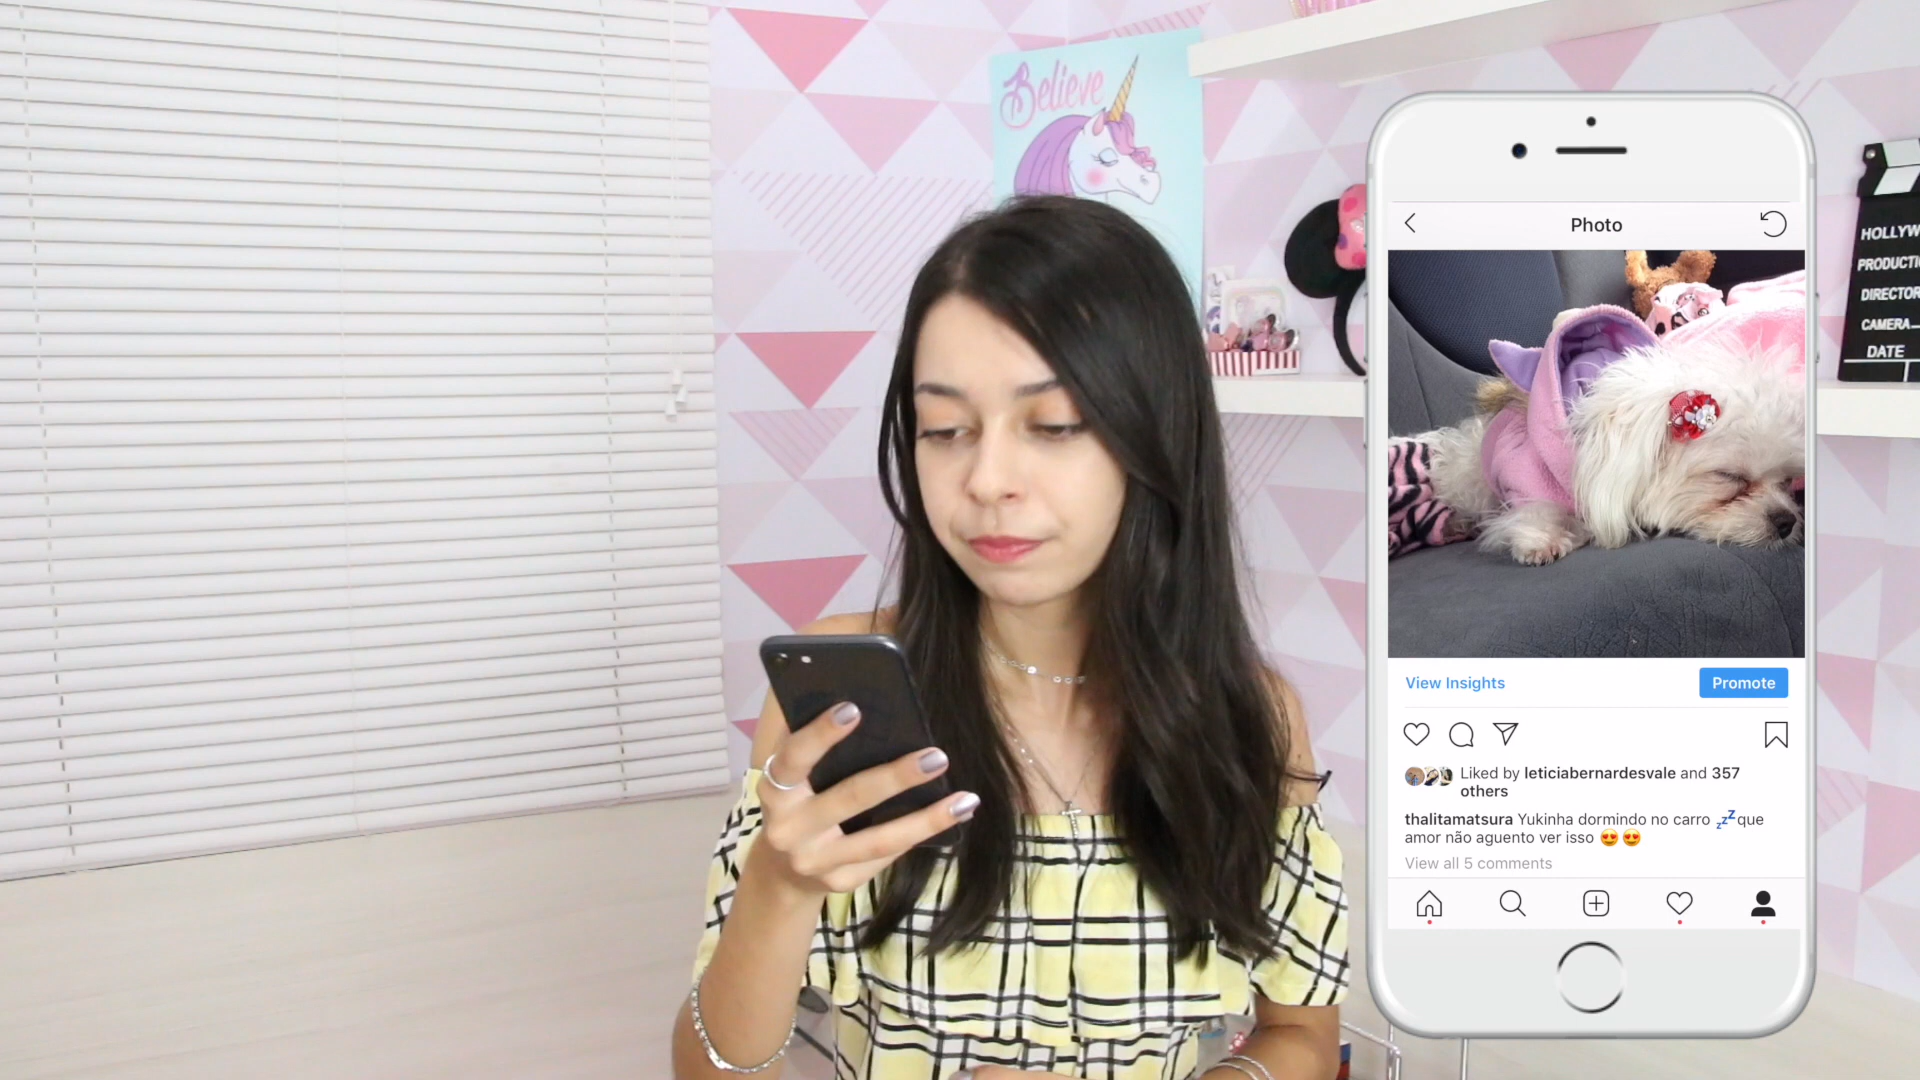 Believe
HOLLYW
PRODUCTI
DIRECTOR
CAMERA
DATE
Photo
View Insights
Promote
Liked by leticiabernardesvale and 357
others
thalitamatsura Yukinha dormindo no carro 💤que
amor não aguento ver isso 😍😍
View all 5 comments